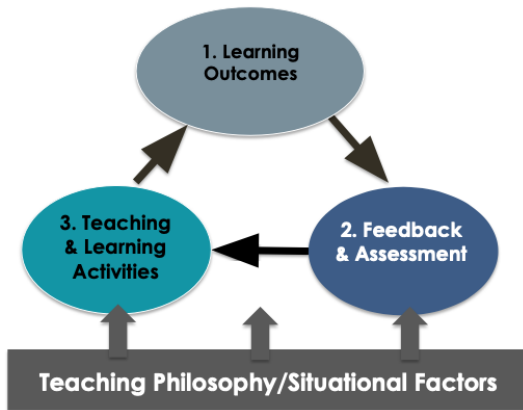 1. Learning
Outcomes
2. Feedback
& Assessment
3. Teaching
& Learning
Activities
Teaching Philosophy/Situational Factors